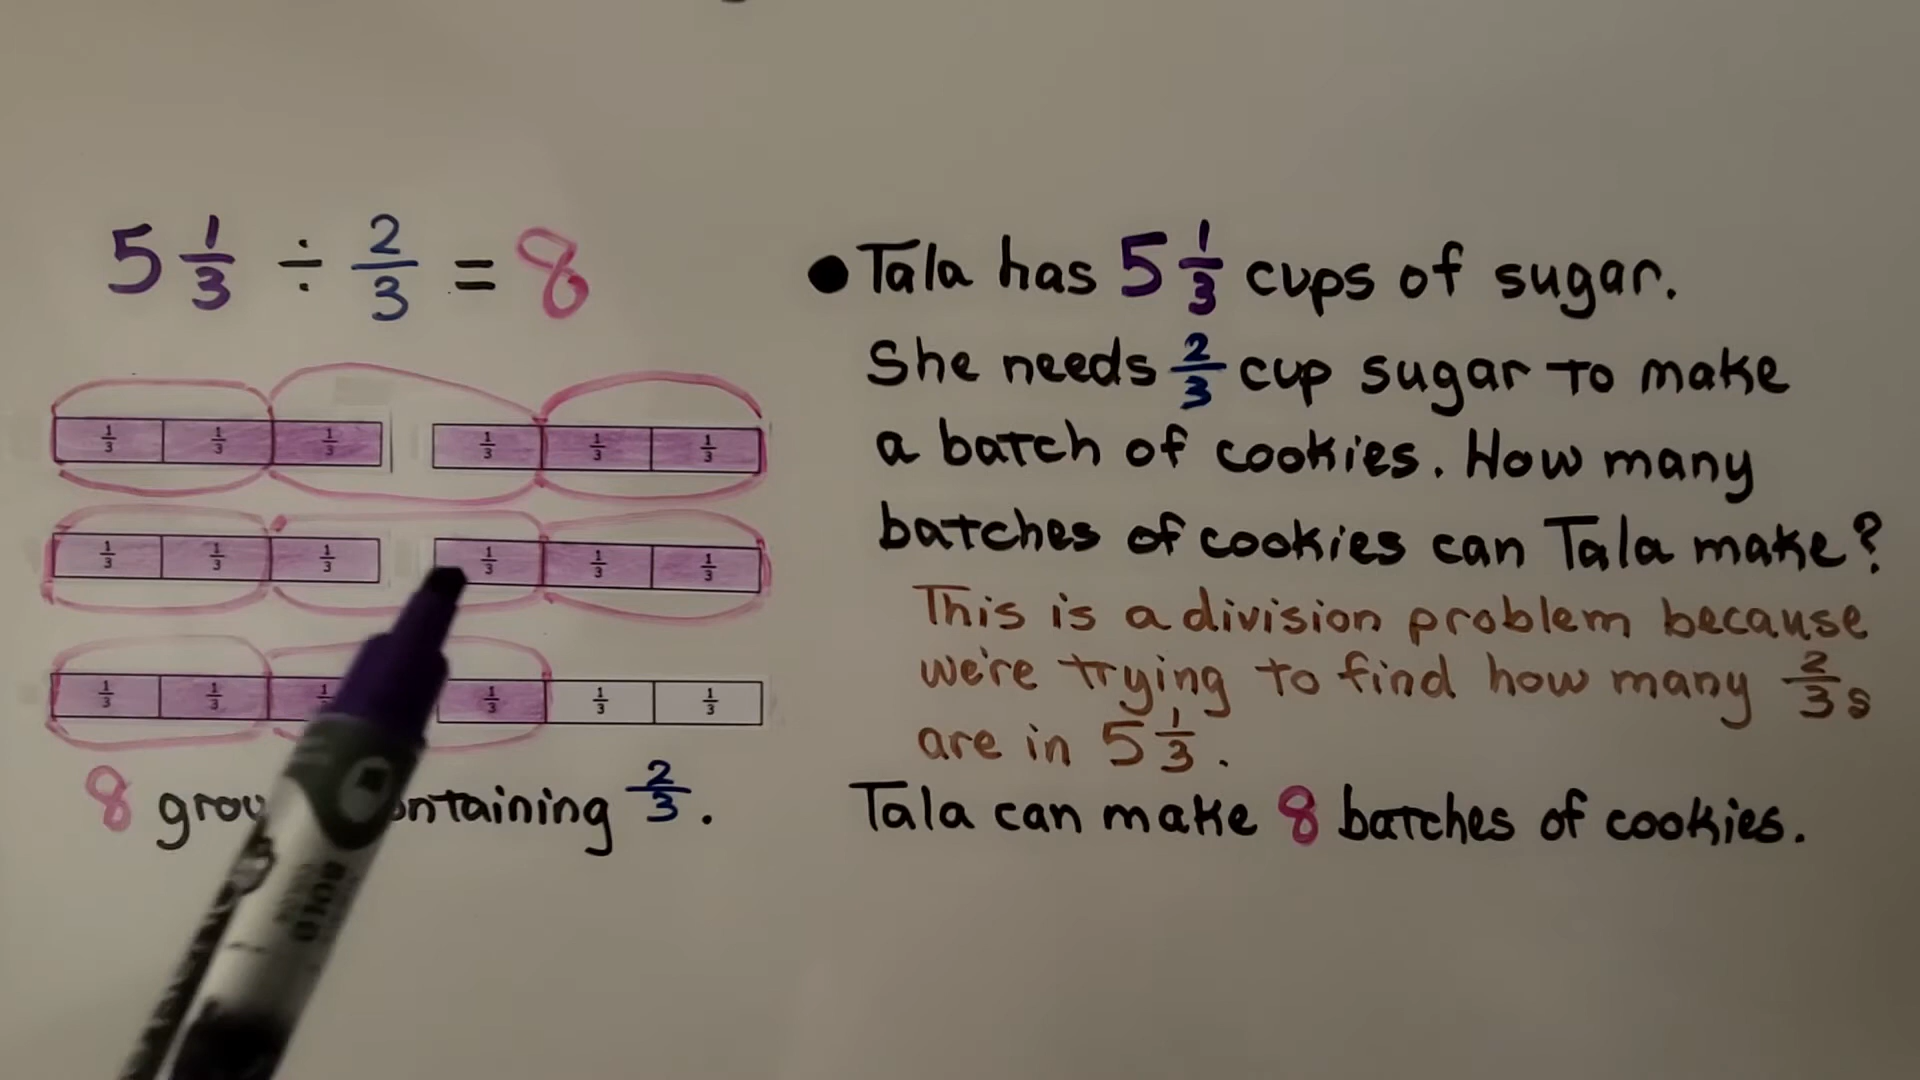 5 1/3 ÷ 2/3 = 8
1/3 1/3 1/3 1/3 1/3 1/3
1/3 1/3 1/3 1/3 1/3 1/3
1/3 1/3 1/3 1/3 1/3
8 containing 2/3.
• Tala has 5 1/3 cups of sugar.
She needs 2/3 cup sugar to make
a batch of cookies. How many
batches of cookies can Tala make?
This is a division problem because
we're trying to find how many 2/3s
are in 5 1/3.
Tala can make 8 batches of cookies.
BOLD